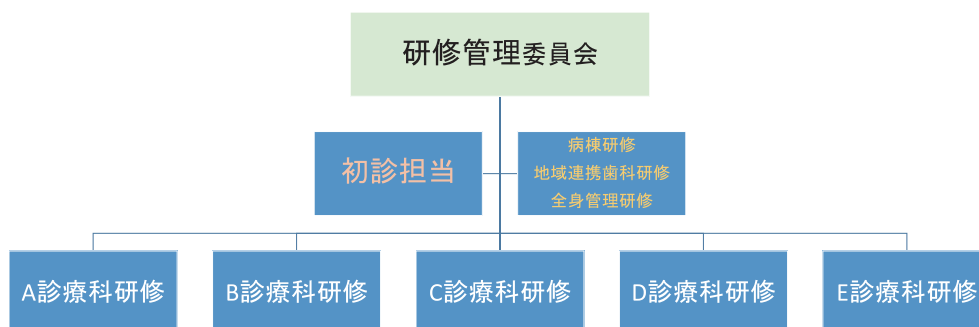 研修管理委員会
初診担当
病棟研修
地域連携歯科研修
全身管理研修
A診療科研修
B診療科研修
C診療科研修
D診療科研修
E診療科研修